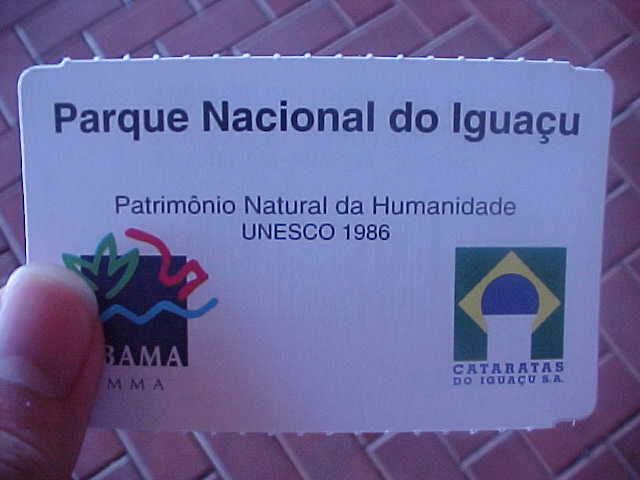 Parque Nacional do Iguaçu
Patrimônio Natural da Humanidade
UNESCO 1986
BAMA
MMA
CATARATAS
DO IGUAÇU S.A.